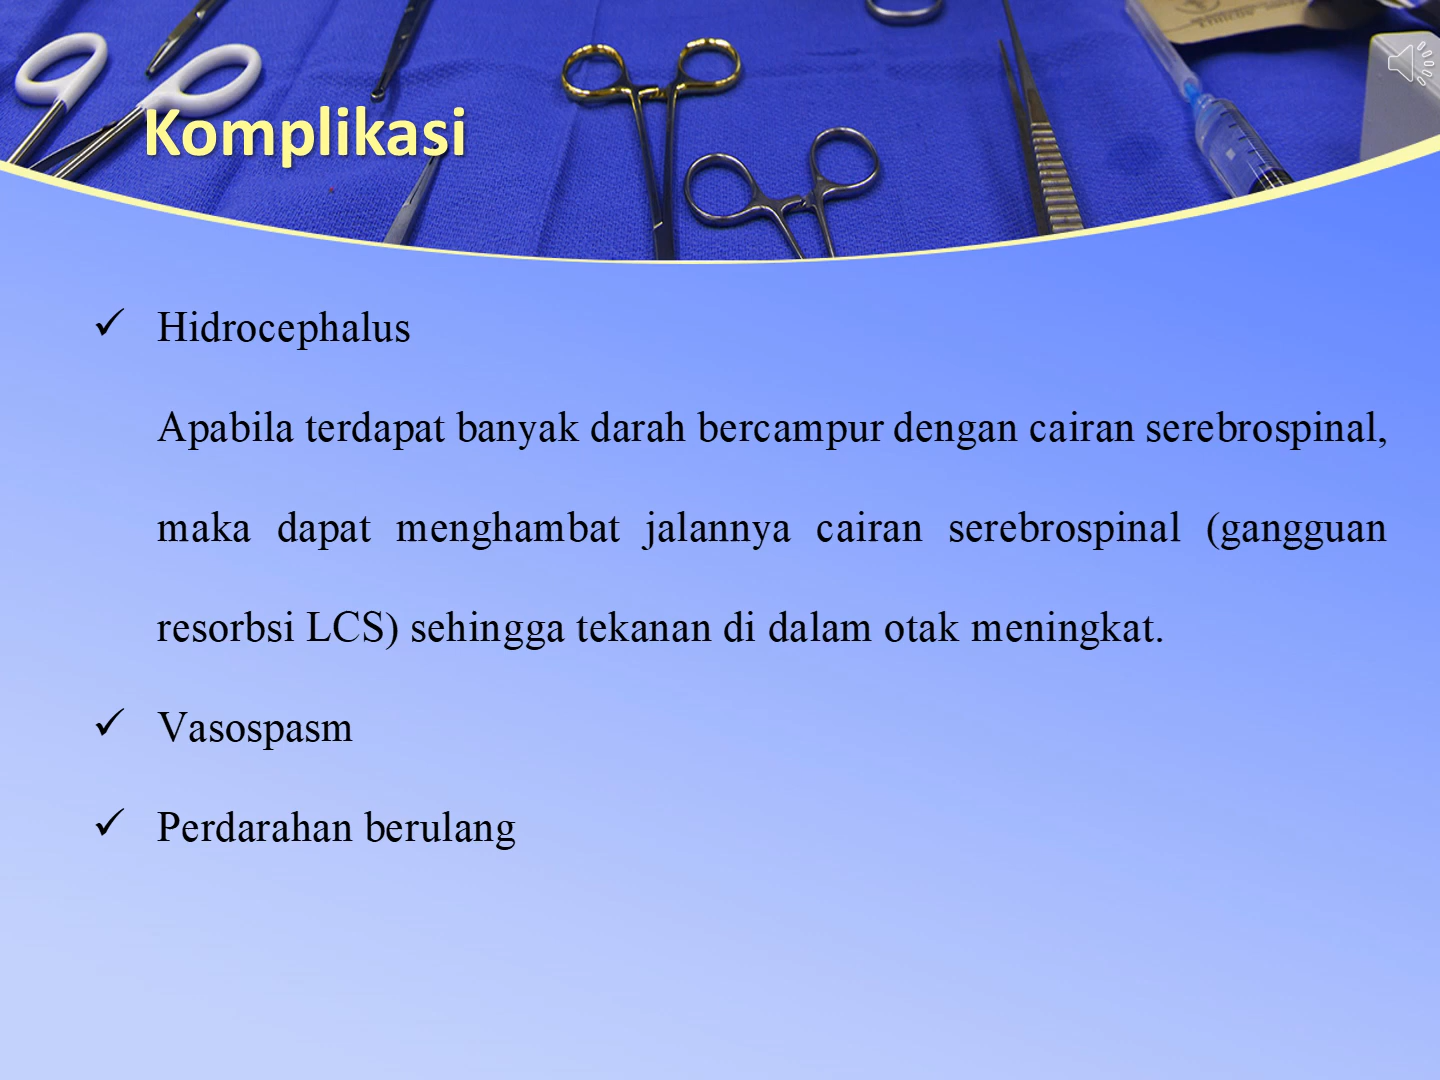 Komplikasi
✓ Hidrocephalus
Apabila terdapat banyak darah bercampur dengan cairan serebrospinal,
maka dapat menghambat jalannya cairan serebrospinal (gangguan
resorbsi LCS) sehingga tekanan di dalam otak meningkat.
✓ Vasospasm
✓ Perdarahan berulang